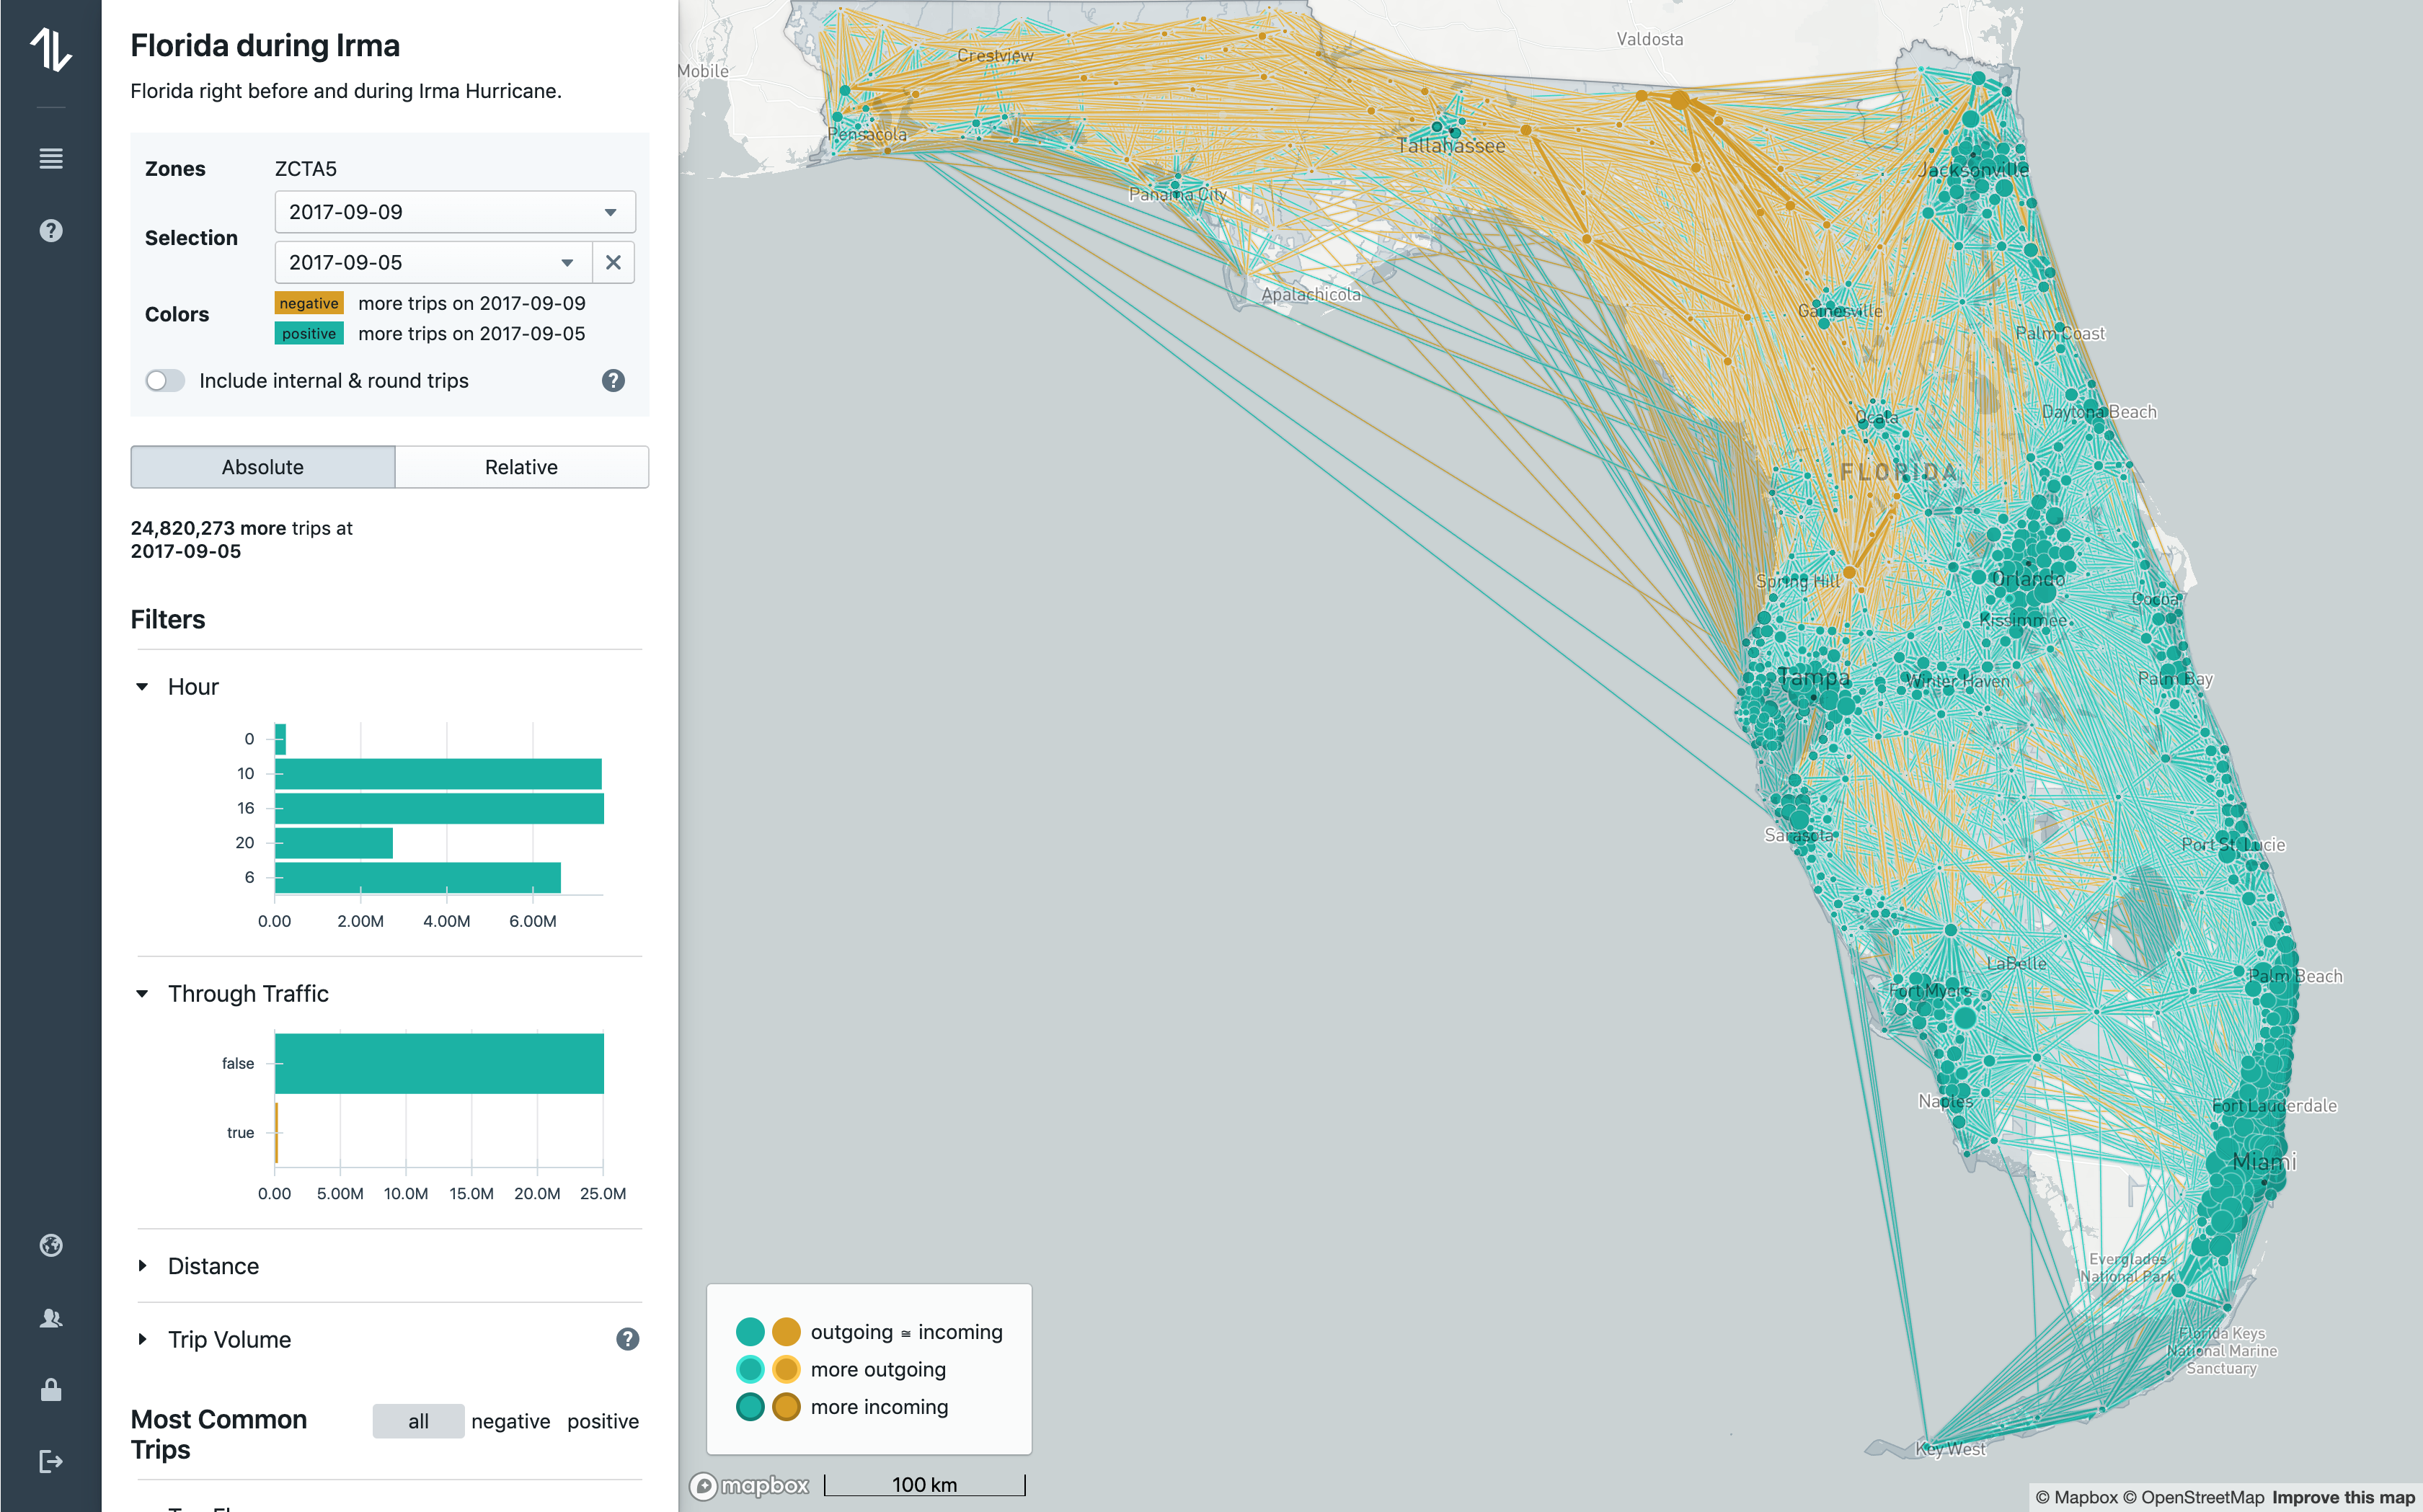 Florida during Irma
Florida right before and during Irma Hurricane.
Zones ZCTA5
Selection
2017-09-09
2017-09-05
Colors
negative more trips on 2017-09-09
positive more trips on 2017-09-05
Include internal & round trips
Absolute Relative
24,820,273 more trips at
2017-09-05
Filters
Hour
0
10
16
20
6
0.00 2.00M 4.00M 6.00M
Through Traffic
false
true
0.00 5.00M 10.0M 15.0M 20.0M 25.0M
Distance
Trip Volume
Most Common
Trips
all negative positive
Mobile
Crestview
Valdosta
Pensacola
Tallahassee
Jacksonville
Panama City
Apalachicola
Gainesville
Palm Coast
Ocala
Daytona Beach
FLORIDA
Spring Hill
Orlando
Cocoa
Kissimmee
Tampa
Winter Haven
Palm Bay
Sarasota
Port St. Lucie
LaBelle
Palm Beach
Fort Myers
Naples
Fort Lauderdale
Miami
Everglades
National Park
Florida Keys
National Marine
Sanctuary
Key West
outgoing ≅ incoming
more outgoing
more incoming
mapbox
100 km
© Mapbox © OpenStreetMap Improve this map